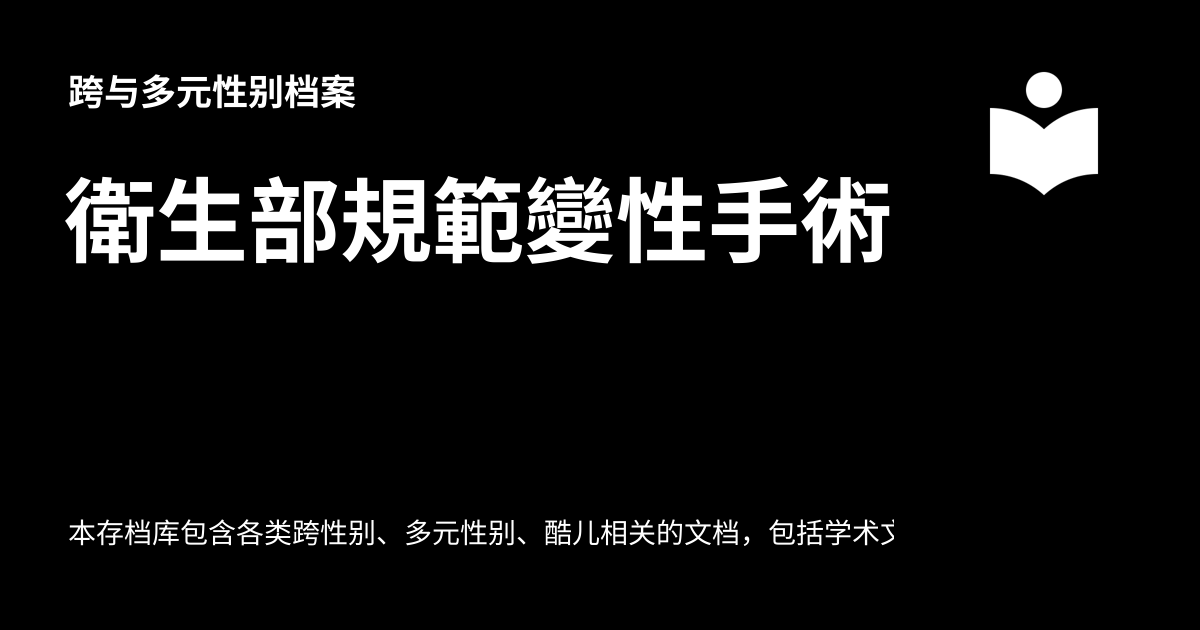 跨与多元性别档案
衛生部規範變性手術
本存档库包含各类跨性别、多元性别、酷儿相关的文档，包括学术